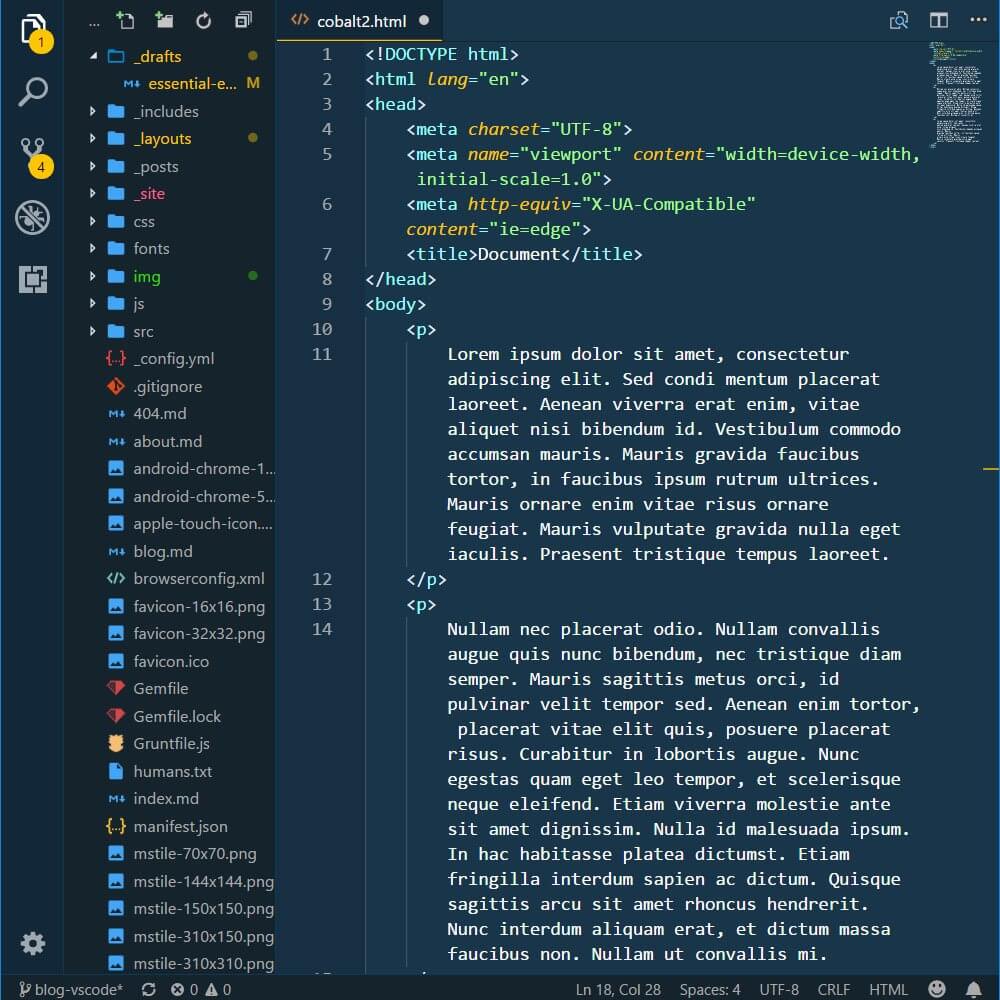 1
4
...
_drafts
essential-e... M
_includes
_layouts
_posts
_site
css
fonts
img
js
src
_config.yml
.gitignore
404.md
about.md
android-chrome-1...
android-chrome-5...
apple-touch-icon....
blog.md
browserconfig.xml
favicon-16x16.png
favicon-32x32.png
favicon.ico
Gemfile
Gemfile.lock
Gruntfile.js
humans.txt
index.md
manifest.json
mstile-70x70.png
mstile-144x144.png
mstile-150x150.png
mstile-310x150.png
mstile-310x310.png
cobalt2.html
1 <!DOCTYPE html>
2 <html lang="en">
3 <head>
4 <meta charset="UTF-8">
5 <meta name="viewport" content="width=device-width,
initial-scale=1.0">
6 <meta http-equiv="X-UA-Compatible"
content="ie=edge">
7 <title>Document</title>
8 </head>
9 <body>
10 <p>
11 Lorem ipsum dolor sit amet, consectetur
adipiscing elit. Sed condi mentum placerat
laoreet. Aenean viverra erat enim, vitae
aliquet nisi bibendum id. Vestibulum commodo
accumsan mauris. Mauris gravida faucibus
tortor, in faucibus ipsum rutrum ultrices.
Mauris ornare enim vitae risus ornare
feugiat. Mauris vulputate gravida nulla eget
iaculis. Praesent tristique tempus laoreet.
12 </p>
13 <p>
14 Nullam nec placerat odio. Nullam convallis
augue quis nunc bibendum, nec tristique diam
semper. Mauris sagittis metus orci, id
pulvinar velit tempor sed. Aenean enim tortor,
placerat vitae elit quis, posuere placerat
risus. Curabitur in lobortis augue. Nunc
egestas quam eget leo tempor, et scelerisque
neque eleifend. Etiam viverra molestie ante
sit amet dignissim. Nulla id malesuada ipsum.
In hac habitasse platea dictumst. Etiam
fringilla interdum sapien ac dictum. Quisque
sagittis arcu sit amet rhoncus hendrerit.
Nunc interdum aliquam erat, et dictum massa
faucibus non. Nullam ut convallis mi.
blog-vscode* 0 0 Ln 18, Col 28 Spaces: 4 UTF-8 CRLF HTML